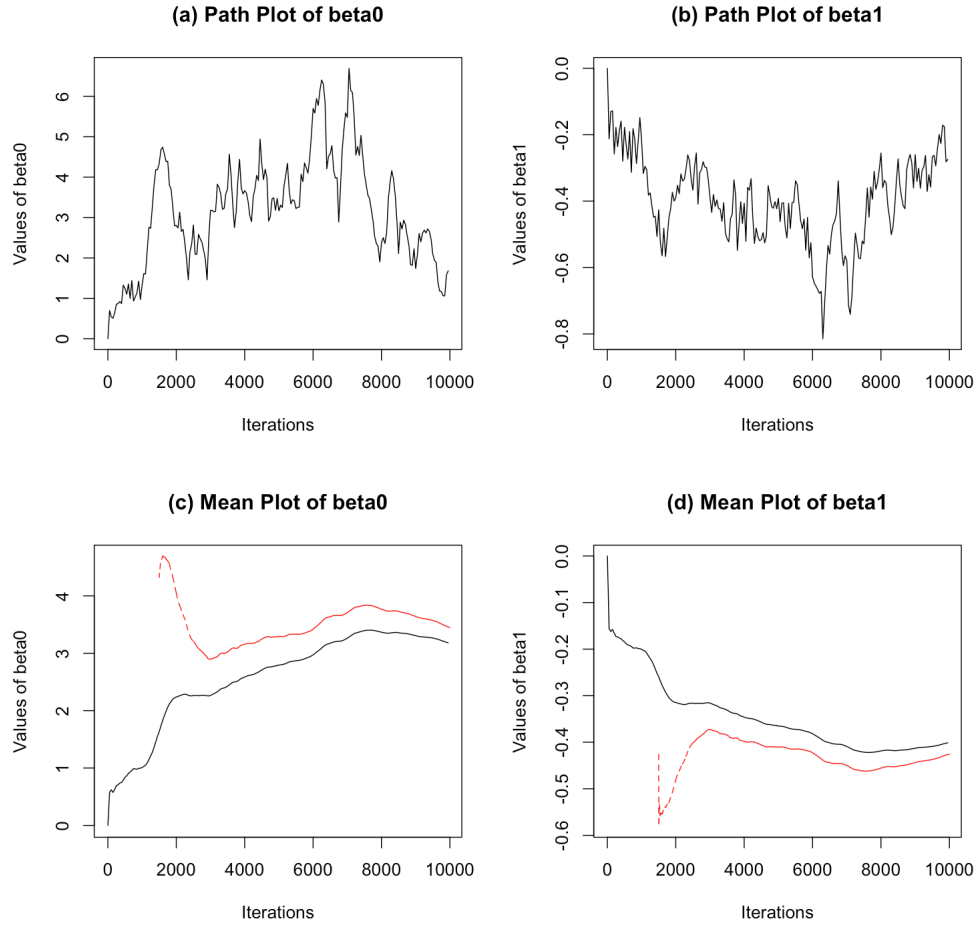 (a) Path Plot of beta0
Values of beta0
6
5
4
3
2
1
0
0 2000 4000 6000 8000 10000
Iterations
(b) Path Plot of beta1
Values of beta1
0.0
-0.2
-0.4
-0.6
-0.8
0 2000 4000 6000 8000 10000
Iterations
(c) Mean Plot of beta0
Values of beta0
4
3
2
1
0
0 2000 4000 6000 8000 10000
Iterations
(d) Mean Plot of beta1
Values of beta1
0.0
-0.1
-0.2
-0.3
-0.4
-0.5
-0.6
0 2000 4000 6000 8000 10000
Iterations